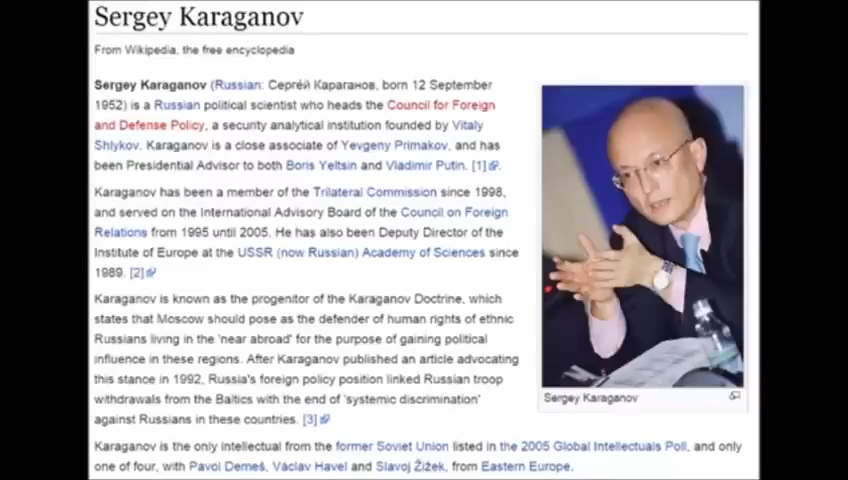 Sergey Karaganov
From Wikipedia, the free encyclopedia
Sergey Karaganov (Russian: Серге́й Караганов, born 12 September
1952) is a Russian political scientist who heads the Council for Foreign
and Defense Policy, a security analytical institution founded by Vitaly
Shlykov. Karaganov is a close associate of Yevgeny Primakov, and has
been Presidential Advisor to both Boris Yeltsin and Vladimir Putin. [1].
Karaganov has been a member of the Trilateral Commission since 1998,
and served on the International Advisory Board of the Council on Foreign
Relations from 1995 until 2005. He has also been Deputy Director of the
Institute of Europe at the USSR (now Russian) Academy of Sciences since
1989. [2]
Karaganov is known as the progenitor of the Karaganov Doctrine, which
states that Moscow should pose as the defender of human rights of ethnic
Russians living in the 'near abroad' for the purpose of gaining political
influence in these regions. After Karaganov published an article advocating
this stance in 1992, Russia's foreign policy position linked Russian troop
withdrawals from the Baltics with the end of 'systemic discrimination'
against Russians in these countries. [3]
Sergey Karaganov
Karaganov is the only intellectual from the former Soviet Union listed in the 2005 Global Intellectuals Poll, and only
one of four, with Pavol Demeš, Václav Havel and Slavoj Žižek, from Eastern Europe.